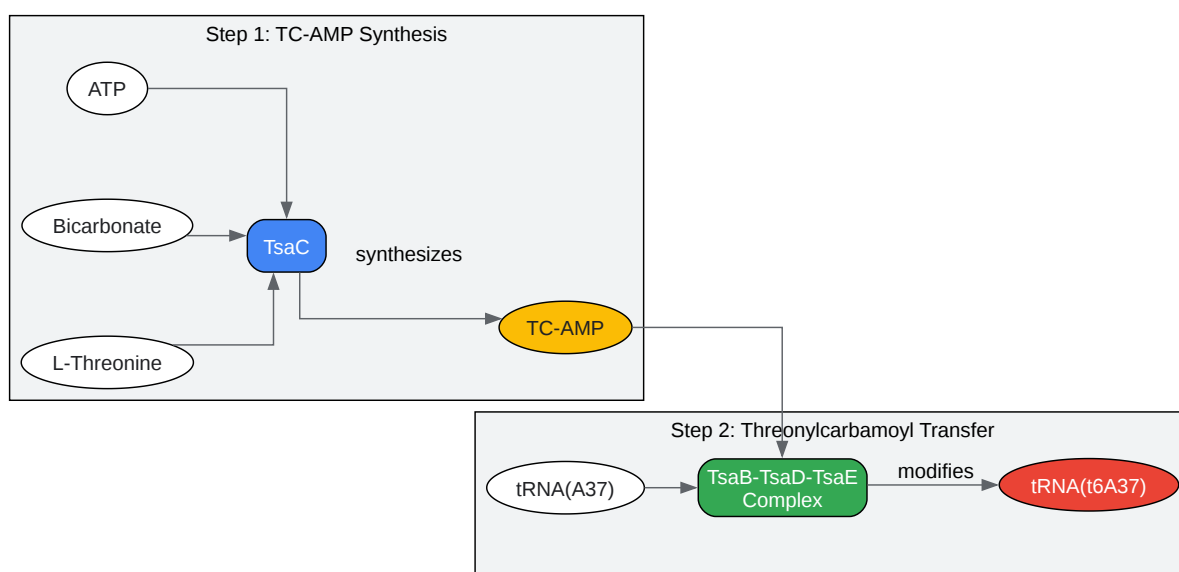 Step 1: TC-AMP Synthesis
ATP
Bicarbonate
TsaC
synthesizes
L-Threonine
TC-AMP
Step 2: Threonylcarbamoyl Transfer
tRNA(A37)
TsaB-TsaD-TsaE
Complex
modifies
tRNA(t6A37)